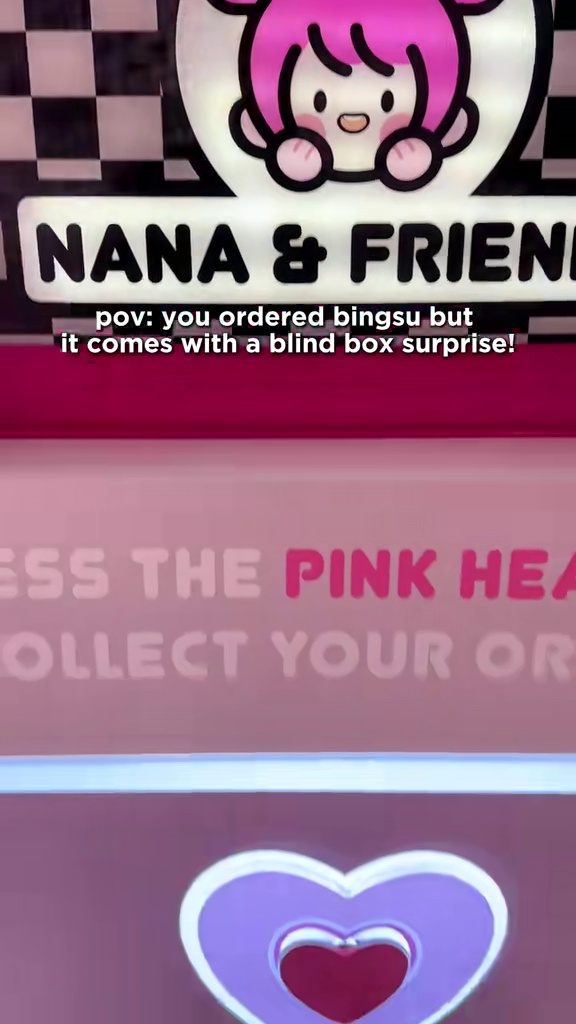 NANA & FRIEN
pov: you ordered bingsu but
it comes with a blind box surprise!
ESS THE PINK HEA
OLLECT YOUR OR